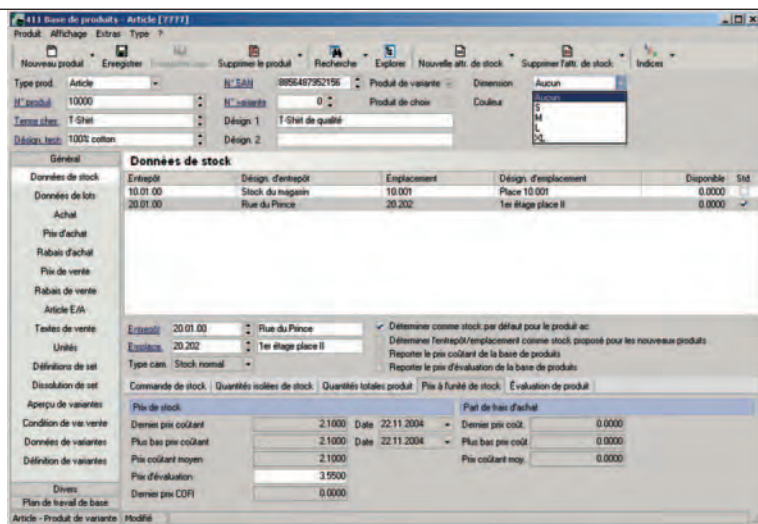 411 Base de produits - Article [????]
Produit Affichage Extras Type ?
Nouveau produit Enregistrer Supprimer le produit Recherche Explorer Nouvelle attr. de stock Supprimer l'attr. de stock Indices
Type prod. Article N° EAN 8856487952156 Produit de variante Dimension Aucun
N° produit 10000 N° variante 0 Produit de choix Couleur Aucun
S
M
L
XL
Terme cher. T-Shirt Désign. 1 T-Shirt de qualité
Désign. tech. 100% cotton Désign. 2
Général
Données de stock
Données de lots
Achat
Prix d'achat
Rabais d'achat
Prix de vente
Rabais de vente
Article E/A
Textes de vente
Unités
Définitions de set
Dissolution de set
Aperçu de variantes
Condition de var.vente
Données de variantes
Définition de variantes
Divers
Plan de travail de base
Données de stock
Entrepôt Désign. d'entrepôt Emplacement Désign. d'emplacement Disponible Std
10.01.00 Stock du magasin 10.001 Place 10.001 0.0000
20.01.00 Rue du Prince 20.202 1er étage place II 0.0000
Entrepôt 20.01.00 Rue du Prince Déterminer comme stock par défaut pour le produit ac
Emplace. 20.202 1er étage place II Déterminer l'entrepôt/emplacement comme stock proposé pour les nouveaux produits
Reporter le prix coûtant de la base de produits
Type cam. Stock normal Reporter le prix d'évaluation de la base de produits
Commande de stock Quantités isolées de stock Quantités totales produit Prix à l'unité de stock Évaluation de produit
Prix de stock Part de frais d'achat
Dernier prix coûtant 2.1000 Date 22.11.2004 Dernier prix coût. 0.0000
Plus bas prix coûtant 2.1000 Date 22.11.2004 Plus bas prix coût. 0.0000
Prix coûtant moyen 2.1000 Prix coûtant moy. 0.0000
Prix d'évaluation 3.5500
Dernier prix COFI 0.0000
Article - Produit de variante Modifié